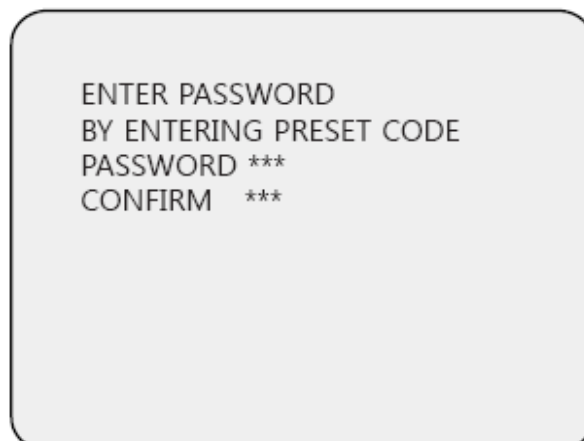 ENTER PASSWORD
BY ENTERING PRESET CODE
PASSWORD ***
CONFIRM ***